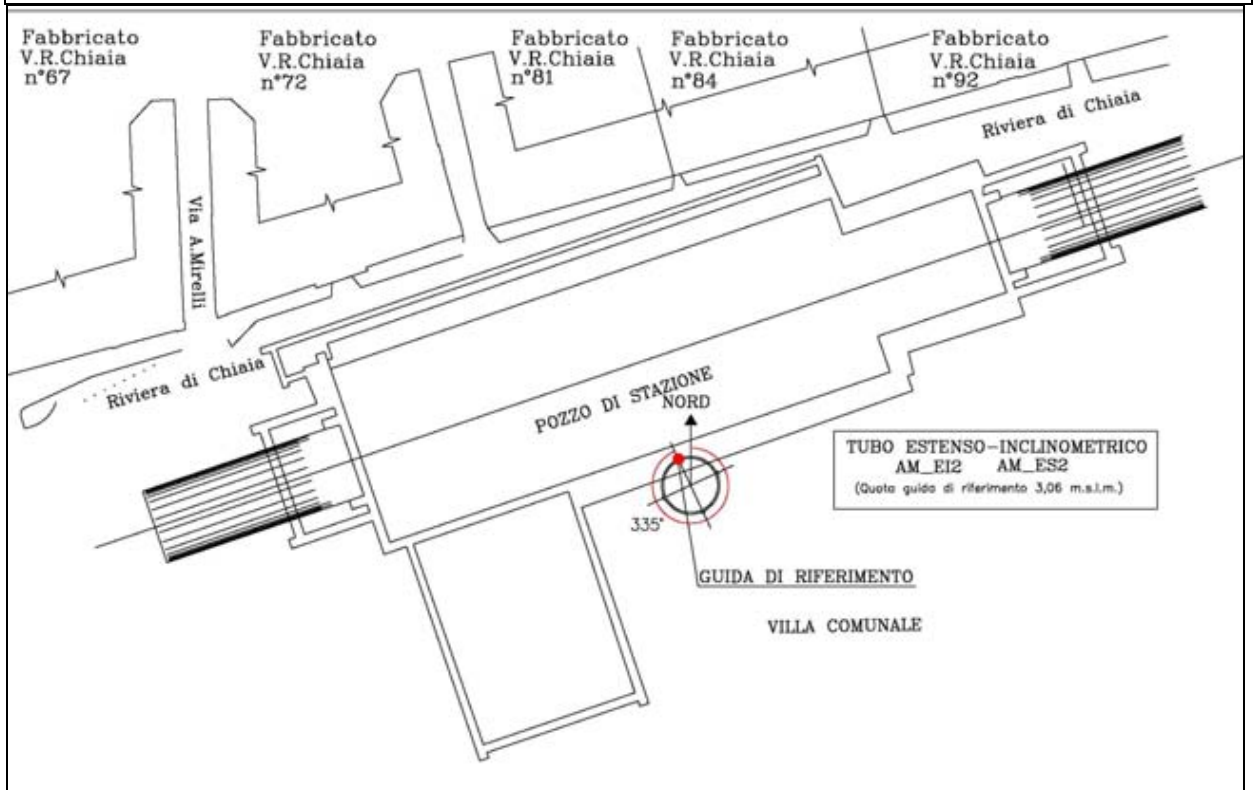 Fabbricato
V.R.Chiaia
n°67
Fabbricato
V.R.Chiaia
n°72
Fabbricato
V.R.Chiaia
n°81
Fabbricato
V.R.Chiaia
n°84
Fabbricato
V.R.Chiaia
n°92
Riviera di Chiaia
Via A.Mirelli
Riviera di Chiaia
POZZO DI STAZIONE
NORD
TUBO ESTENSO-INCLINOMETRICO
AM_EI2 AM_ES2
(Quota guida di riferimento 3,06 m.s.l.m.)
335°
GUIDA DI RIFERIMENTO
VILLA COMUNALE